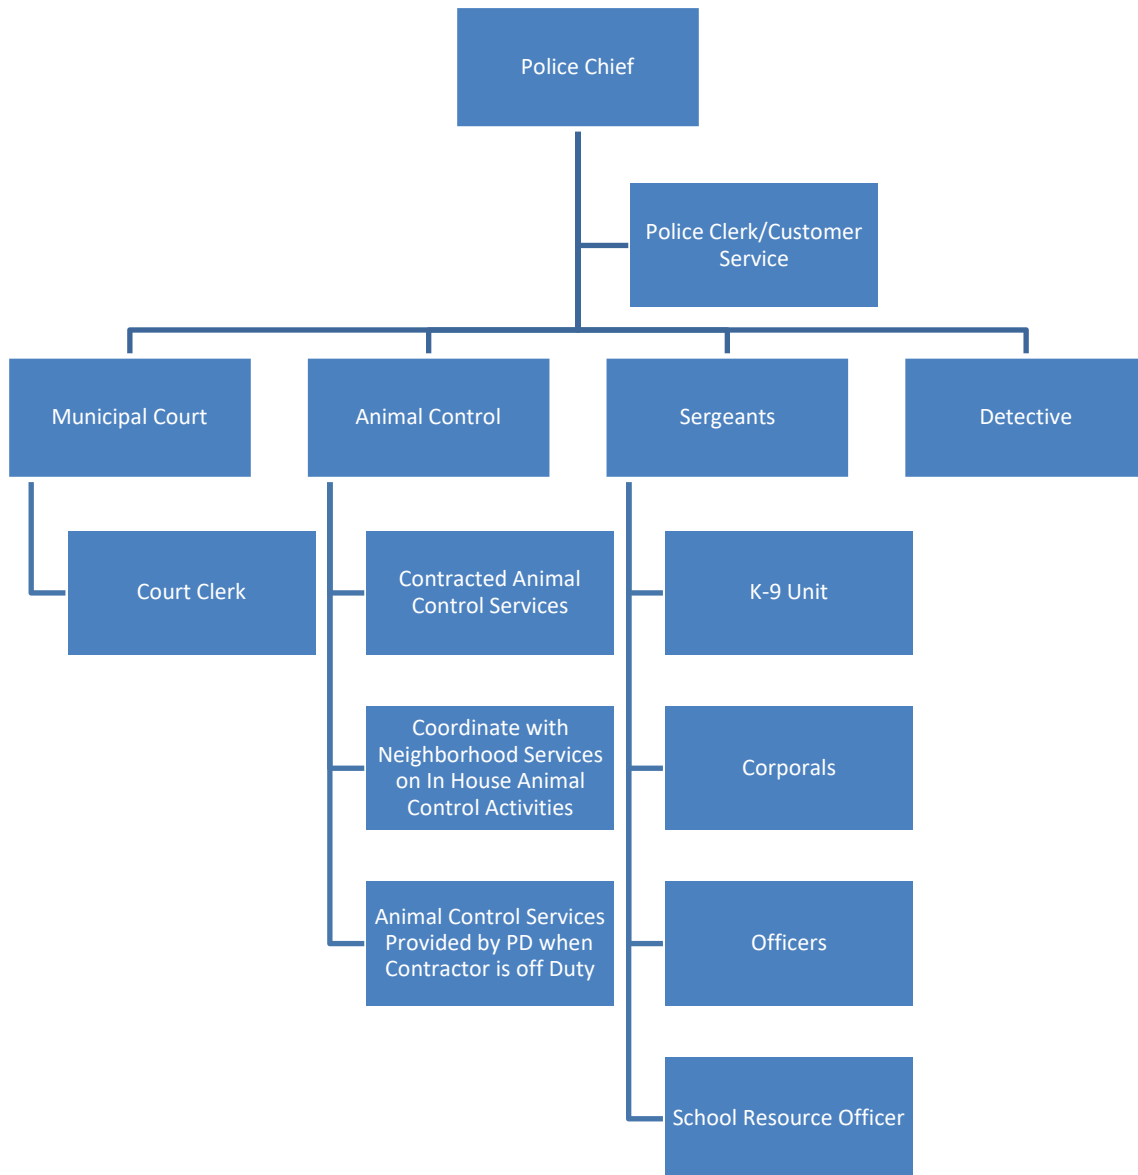 Police Chief
Police Clerk/Customer
Service
Municipal Court
Animal Control
Sergeants
Detective
Court Clerk
Contracted Animal
Control Services
K-9 Unit
Coordinate with
Neighborhood Services
on In House Animal
Control Activities
Corporals
Animal Control Services
Provided by PD when
Contractor is off Duty
Officers
School Resource Officer